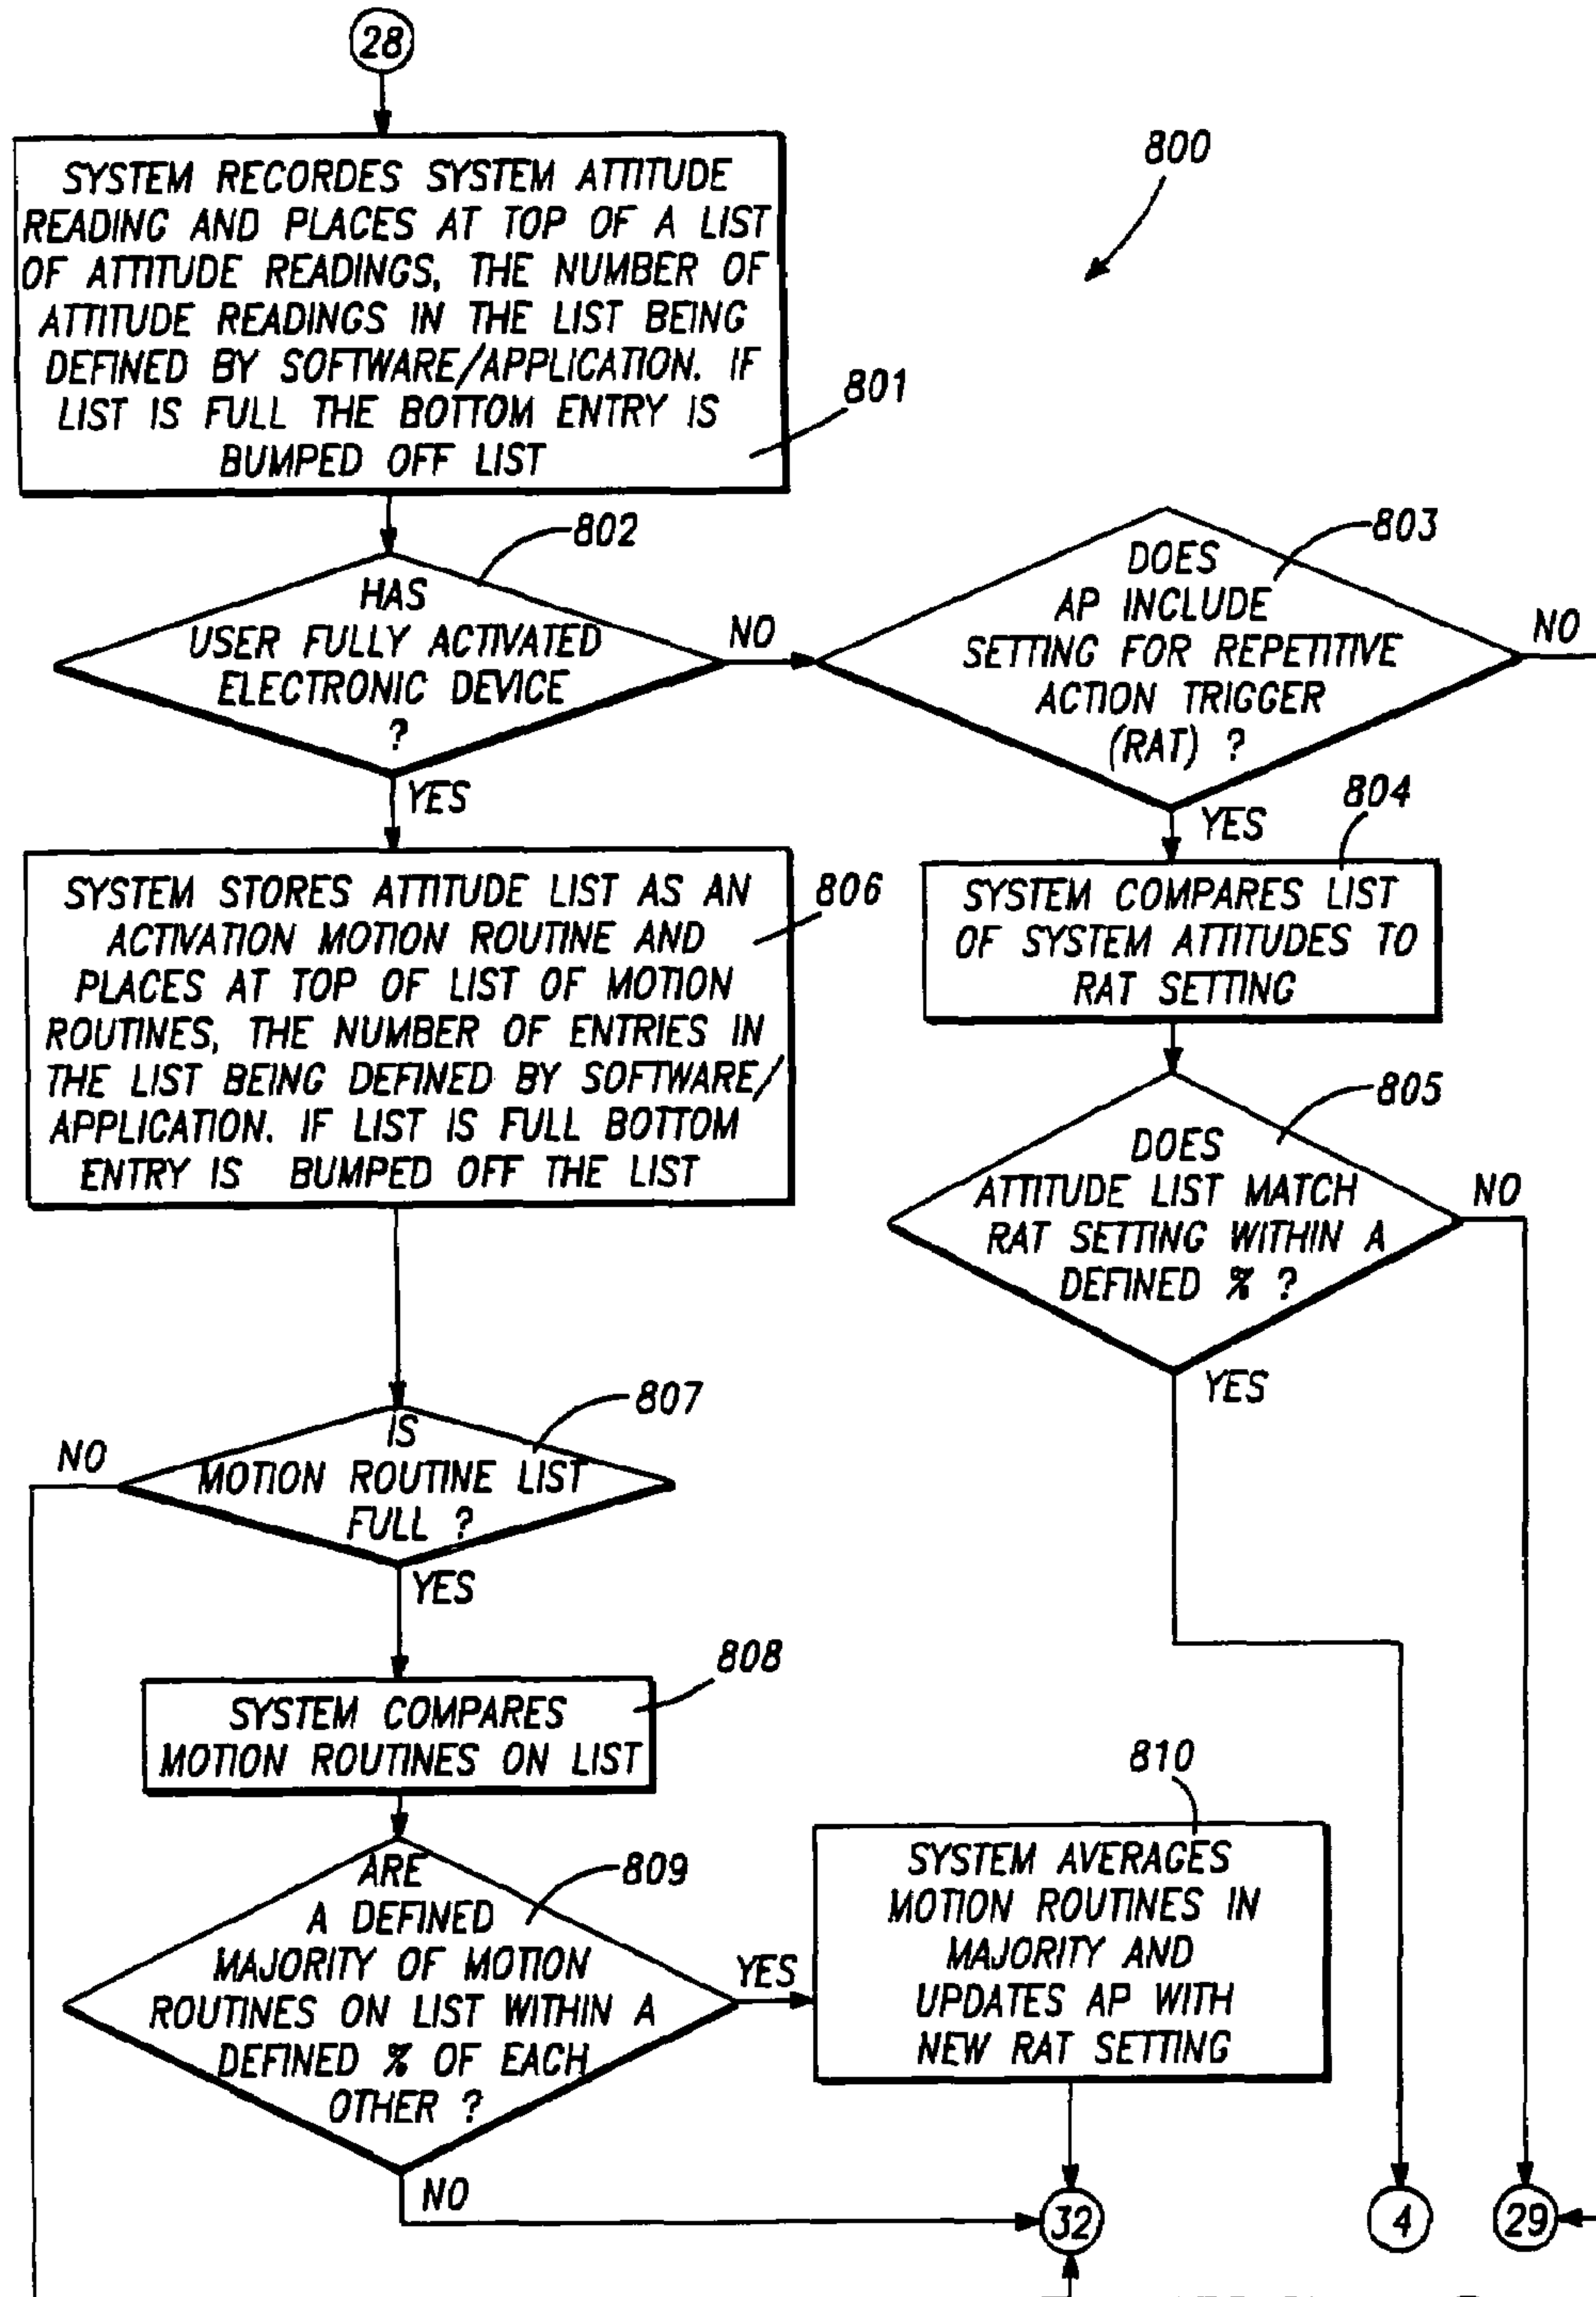 28
800
SYSTEM RECORDES SYSTEM ATTITUDE
READING AND PLACES AT TOP OF A LIST
OF ATTITUDE READINGS, THE NUMBER OF
ATTITUDE READINGS IN THE LIST BEING
DEFINED BY SOFTWARE/APPLICATION. IF
LIST IS FULL THE BOTTOM ENTRY IS
BUMPED OFF LIST
801
802
HAS
USER FULLY ACTIVATED
ELECTRONIC DEVICE
?
NO
YES
803
DOES
AP INCLUDE
SETTING FOR REPETITIVE
ACTION TRIGGER
(RAT) ?
NO
YES
804
SYSTEM COMPARES LIST
OF SYSTEM ATTITUDES TO
RAT SETTING
805
DOES
ATTITUDE LIST MATCH
RAT SETTING WITHIN A
DEFINED % ?
NO
YES
SYSTEM STORES ATTITUDE LIST AS AN
ACTIVATION MOTION ROUTINE AND
PLACES AT TOP OF LIST OF MOTION
ROUTINES, THE NUMBER OF ENTRIES IN
THE LIST BEING DEFINED BY SOFTWARE/
APPLICATION. IF LIST IS FULL BOTTOM
ENTRY IS BUMPED OFF THE LIST
806
807
IS
MOTION ROUTINE LIST
FULL ?
NO
YES
808
SYSTEM COMPARES
MOTION ROUTINES ON LIST
809
ARE
A DEFINED
MAJORITY OF MOTION
ROUTINES ON LIST WITHIN A
DEFINED % OF EACH
OTHER ?
YES
NO
810
SYSTEM AVERAGES
MOTION ROUTINES IN
MAJORITY AND
UPDATES AP WITH
NEW RAT SETTING
32
4
29